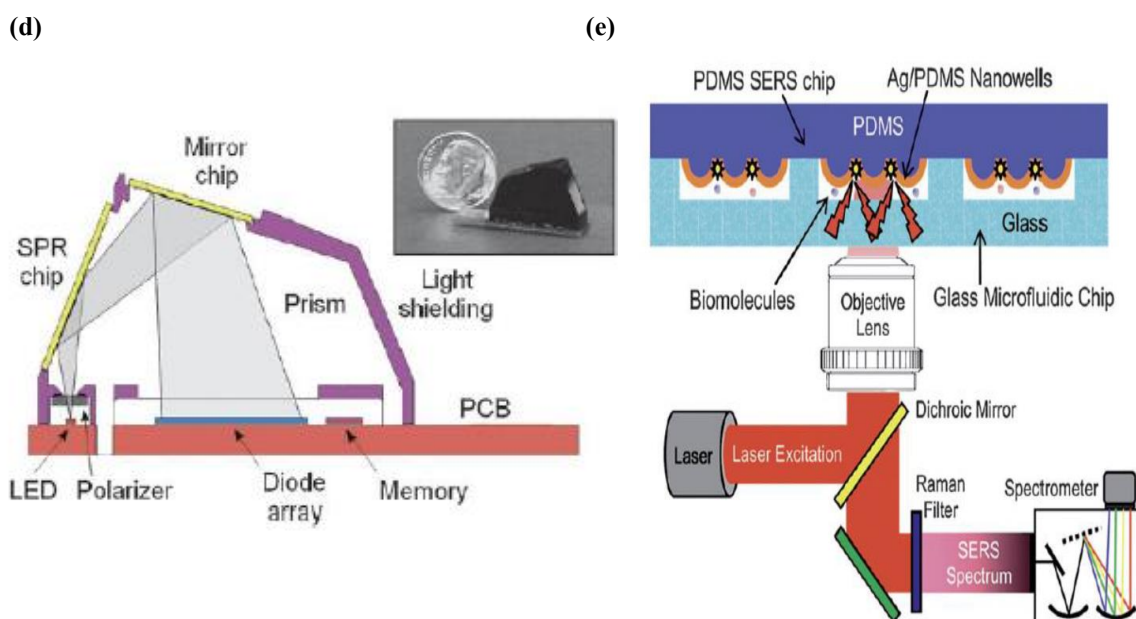 (d)
(e)
Mirror
chip
SPR
chip
Light
shielding
Prism
PCB
LED
Polarizer
Diode
array
Memory
PDMS SERS chip
Ag/PDMS Nanowells
PDMS
Glass
Biomolecules
Glass Microfluidic Chip
Objective
Lens
Dichroic Mirror
Laser
Laser Excitation
Raman
Filter
Spectrometer
SERS
Spectrum